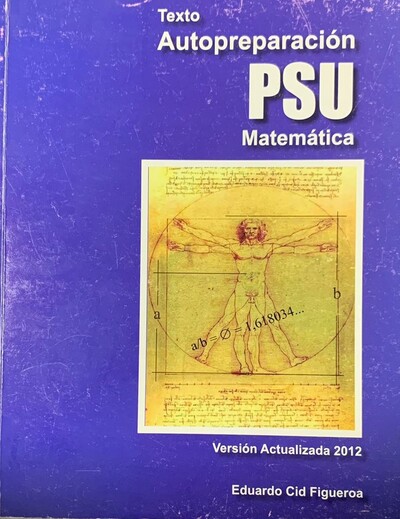 Texto
Autopreparación
PSU
Matemática
a
b
a/b = Ø = 1,618034...
Versión Actualizada 2012
Eduardo Cid Figueroa